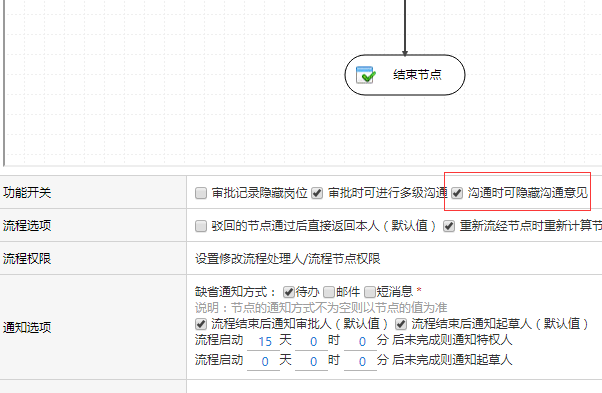 结束节点
功能开关 审批记录隐藏岗位 审批时可进行多级沟通 沟通时可隐藏沟通意见
流程选项 驳回的节点通过后直接返回本人（默认值） 重新流经节点时重新计算节
流程权限 设置修改流程处理人/流程节点权限
缺省通知方式： 待办 邮件 短消息 *
说明：节点的通知方式不为空则以节点的值为准
通知选项 流程结束后通知审批人（默认值） 流程结束后通知起草人（默认值）
流程启动 15 天 0 时 0 分 后未完成则通知特权人
流程启动 0 天 0 时 0 分 后未完成则通知起草人